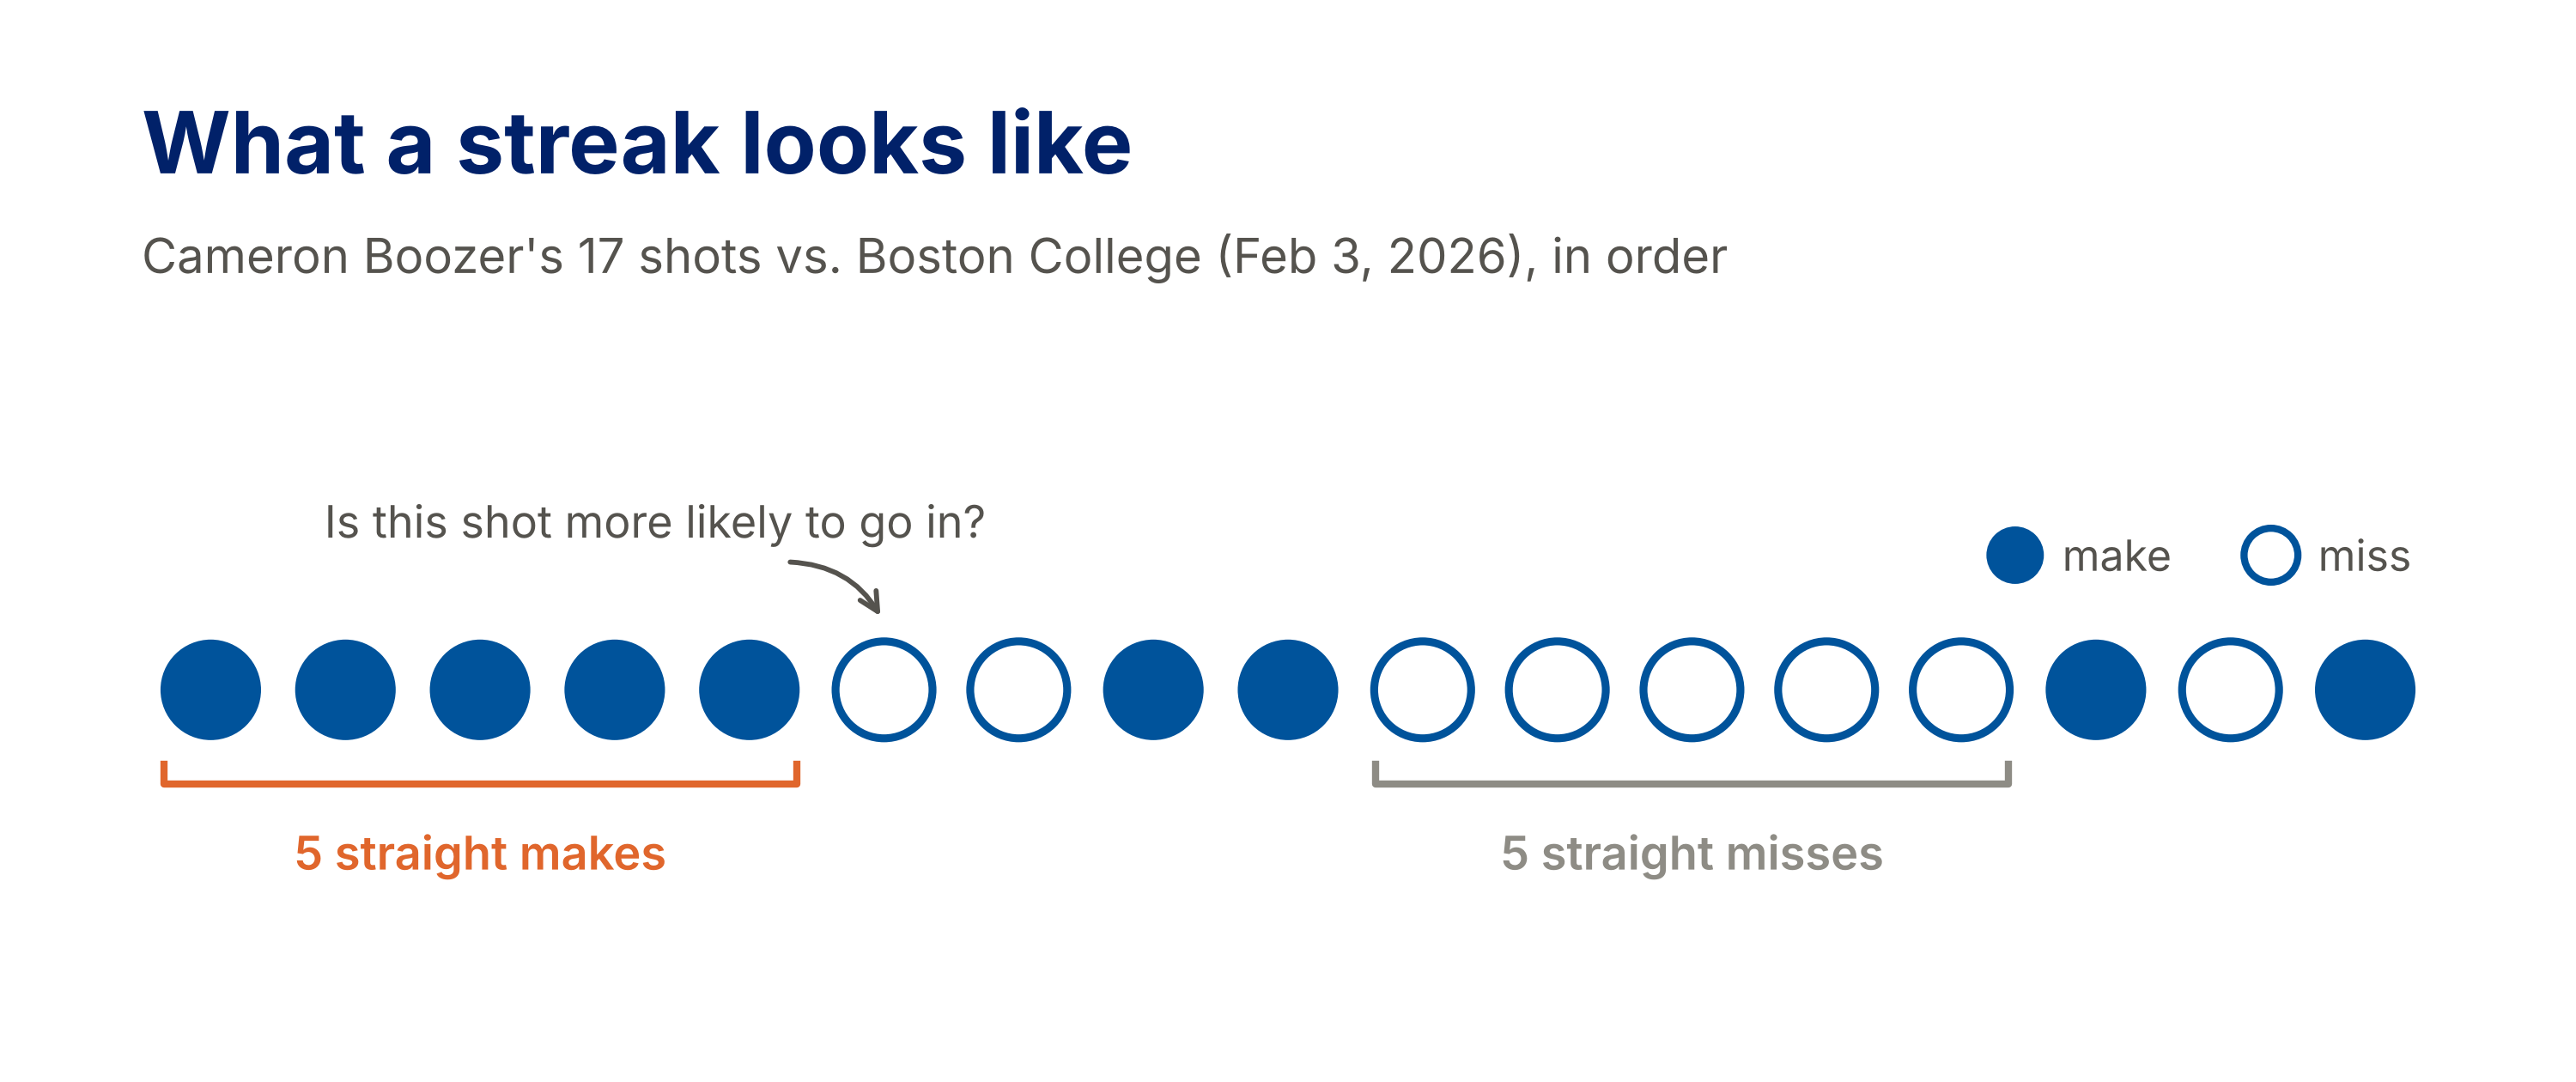 What a streak looks like
Cameron Boozer's 17 shots vs. Boston College (Feb 3, 2026), in order
Is this shot more likely to go in?
make
miss
5 straight makes
5 straight misses